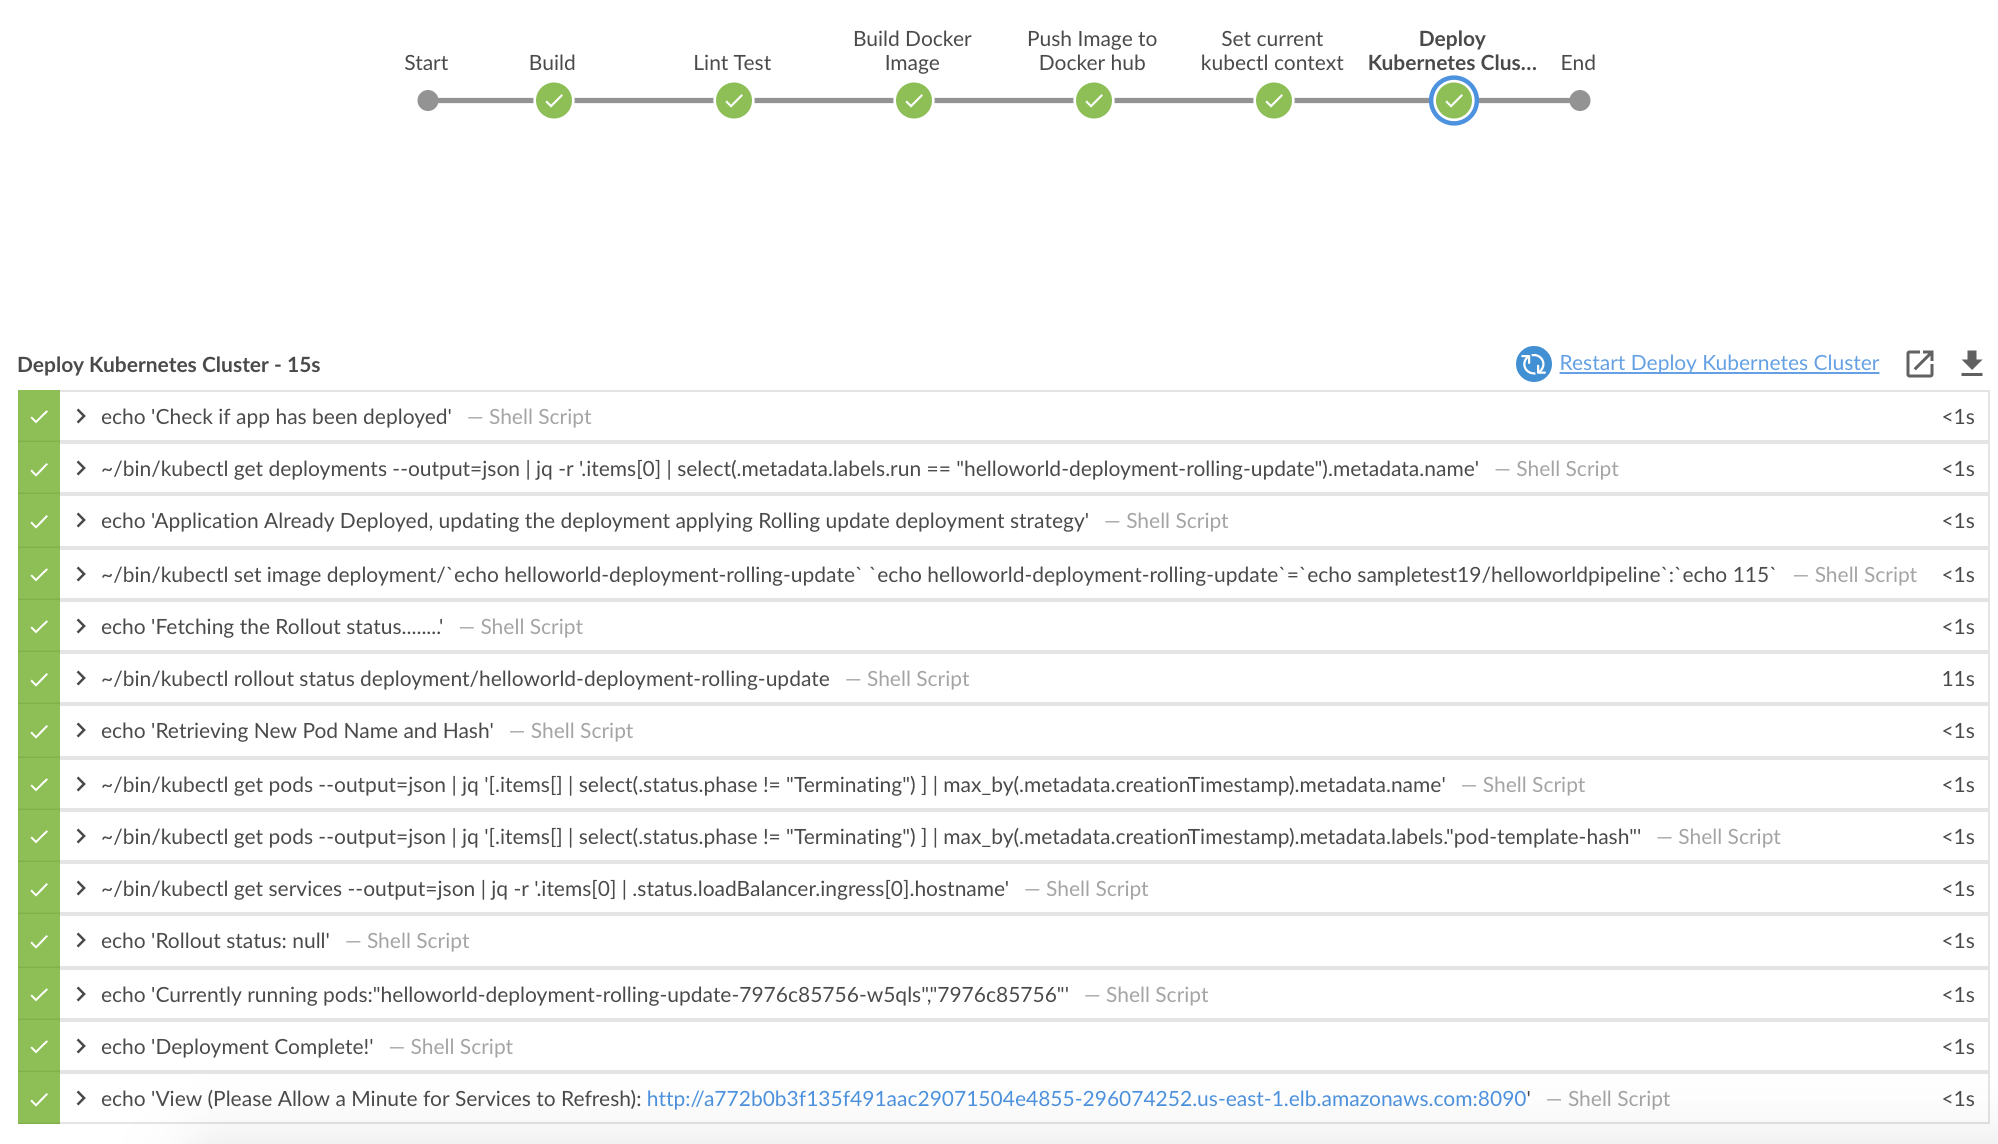 Start
Build
Lint Test
Build Docker
Image
Push Image to
Docker hub
Set current
kubectl context
Deploy
Kubernetes Clus...
End
Deploy Kubernetes Cluster - 15s
Restart Deploy Kubernetes Cluster
echo 'Check if app has been deployed' — Shell Script <1s
~/bin/kubectl get deployments --output=json | jq -r '.items[0] | select(.metadata.labels.run == "helloworld-deployment-rolling-update").metadata.name' — Shell Script <1s
echo 'Application Already Deployed, updating the deployment applying Rolling update deployment strategy' — Shell Script <1s
~/bin/kubectl set image deployment/`echo helloworld-deployment-rolling-update` `echo helloworld-deployment-rolling-update`=`echo sampletest19/helloworldpipeline`:`echo 115` — Shell Script <1s
echo 'Fetching the Rollout status........' — Shell Script <1s
~/bin/kubectl rollout status deployment/helloworld-deployment-rolling-update — Shell Script 11s
echo 'Retrieving New Pod Name and Hash' — Shell Script <1s
~/bin/kubectl get pods --output=json | jq '[.items[] | select(.status.phase != "Terminating") ] | max_by(.metadata.creationTimestamp).metadata.name' — Shell Script <1s
~/bin/kubectl get pods --output=json | jq '[.items[] | select(.status.phase != "Terminating") ] | max_by(.metadata.creationTimestamp).metadata.labels."pod-template-hash"' — Shell Script <1s
~/bin/kubectl get services --output=json | jq -r '.items[0] | .status.loadBalancer.ingress[0].hostname' — Shell Script <1s
echo 'Rollout status: null' — Shell Script <1s
echo 'Currently running pods:"helloworld-deployment-rolling-update-7976c85756-w5qls","7976c85756"' — Shell Script <1s
echo 'Deployment Complete!' — Shell Script <1s
echo 'View (Please Allow a Minute for Services to Refresh): http://a772b0b3f135f491aac29071504e4855-296074252.us-east-1.elb.amazonaws.com:8090' — Shell Script <1s